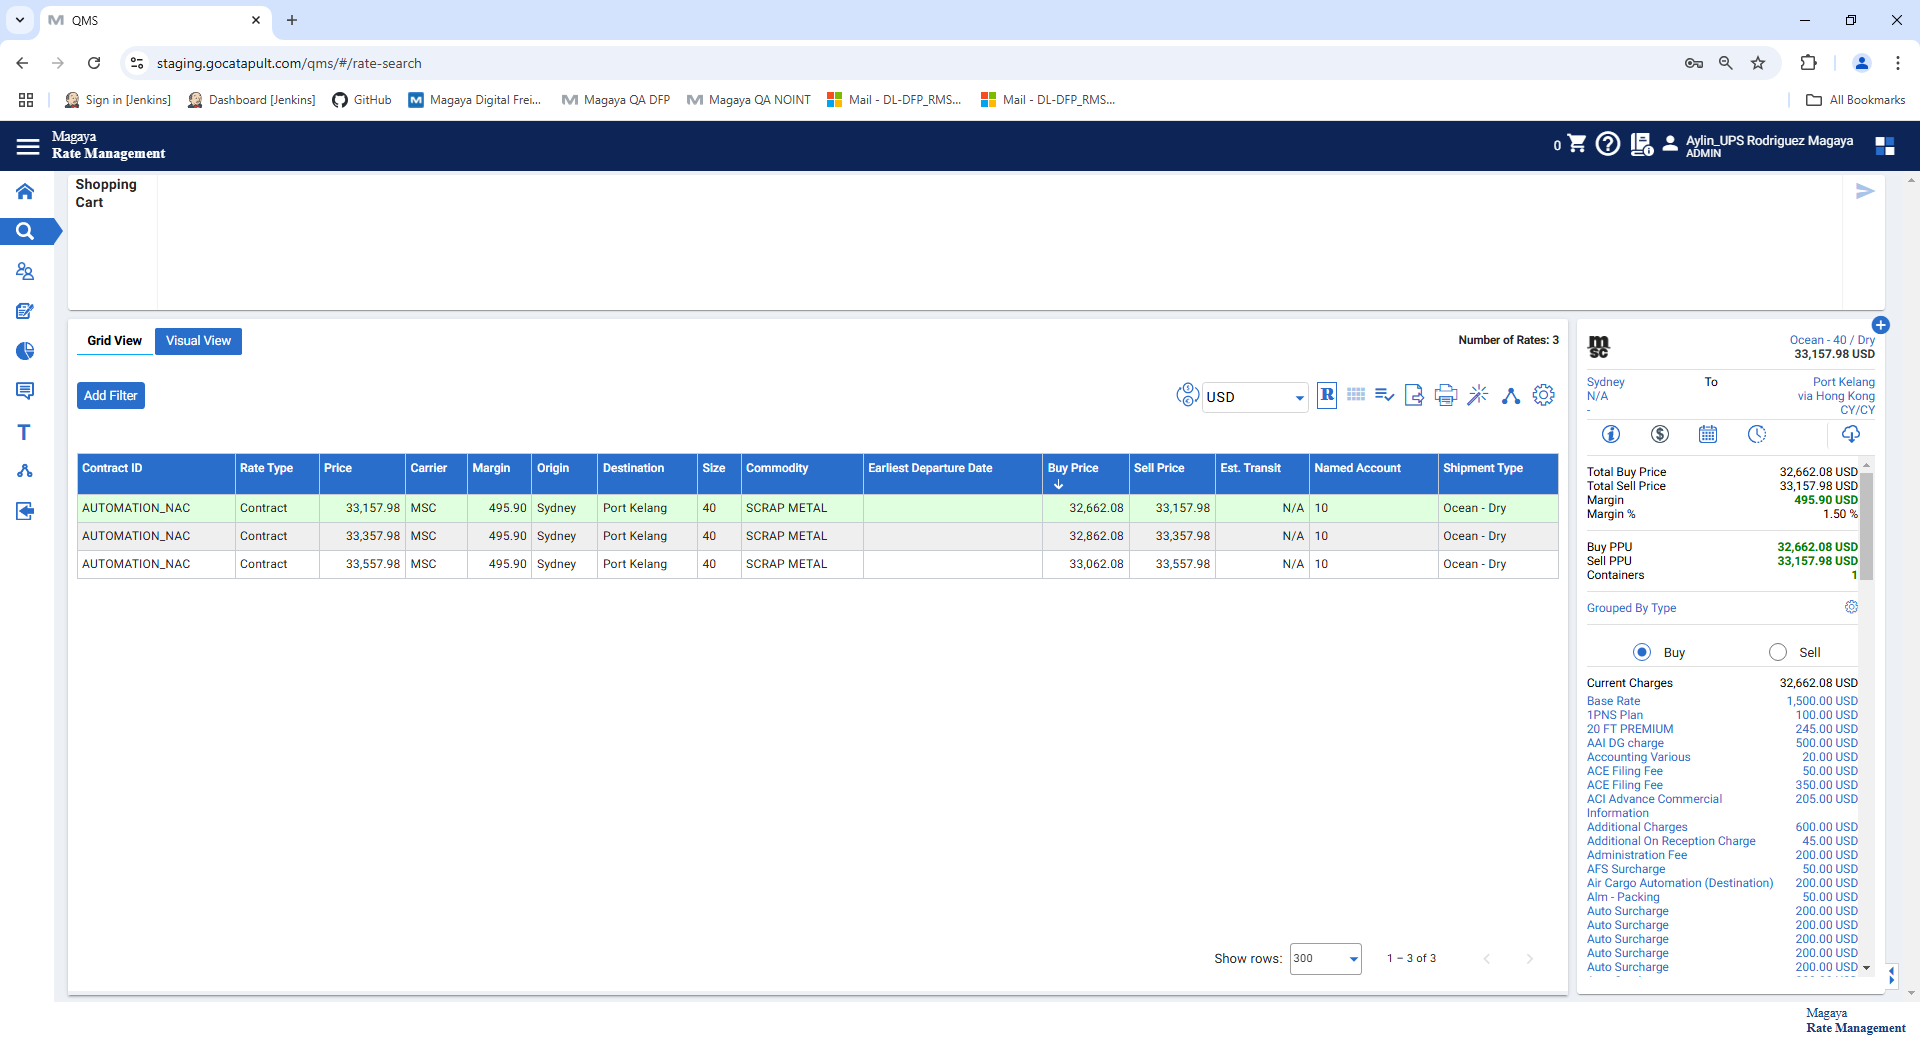 QMS
staging.gocatapult.com/qms/#/rate-search
Sign in [Jenkins]
Dashboard [Jenkins]
GitHub
Magaya Digital Frei...
Magaya QA DFP
Magaya QA NOINT
Mail - DL-DFP_RMS...
Mail - DL-DFP_RMS...
All Bookmarks
Magaya
Rate Management
0
Aylin_UPS Rodriguez Magaya
ADMIN
Shopping
Cart
Grid View
Visual View
Number of Rates: 3
Add Filter
USD
R
Contract ID Rate Type Price Carrier Margin Origin Destination Size Commodity Earliest Departure Date Buy Price Sell Price Est. Transit Named Account Shipment Type
AUTOMATION_NAC Contract 33,157.98 MSC 495.90 Sydney Port Kelang 40 SCRAP METAL 32,662.08 33,157.98 N/A 10 Ocean - Dry
AUTOMATION_NAC Contract 33,357.98 MSC 495.90 Sydney Port Kelang 40 SCRAP METAL 32,862.08 33,357.98 N/A 10 Ocean - Dry
AUTOMATION_NAC Contract 33,557.98 MSC 495.90 Sydney Port Kelang 40 SCRAP METAL 33,062.08 33,557.98 N/A 10 Ocean - Dry
Show rows: 300 1 – 3 of 3
msc
Ocean - 40 / Dry
33,157.98 USD
Sydney To Port Kelang
N/A via Hong Kong
- CY/CY
Total Buy Price 32,662.08 USD
Total Sell Price 33,157.98 USD
Margin 495.90 USD
Margin % 1.50 %
Buy PPU 32,662.08 USD
Sell PPU 33,157.98 USD
Containers 1
Grouped By Type
Buy Sell
Current Charges 32,662.08 USD
Base Rate 1,500.00 USD
1PNS Plan 100.00 USD
20 FT PREMIUM 245.00 USD
AAI DG charge 500.00 USD
Accounting Various 20.00 USD
ACE Filing Fee 50.00 USD
ACE Filing Fee 350.00 USD
ACI Advance Commercial 205.00 USD
Information
Additional Charges 600.00 USD
Additional On Reception Charge 45.00 USD
Administration Fee 200.00 USD
AFS Surcharge 50.00 USD
Air Cargo Automation (Destination) 200.00 USD
Alm - Packing 50.00 USD
Auto Surcharge 200.00 USD
Auto Surcharge 200.00 USD
Auto Surcharge 200.00 USD
Auto Surcharge 200.00 USD
Auto Surcharge 200.00 USD
Magaya
Rate Management